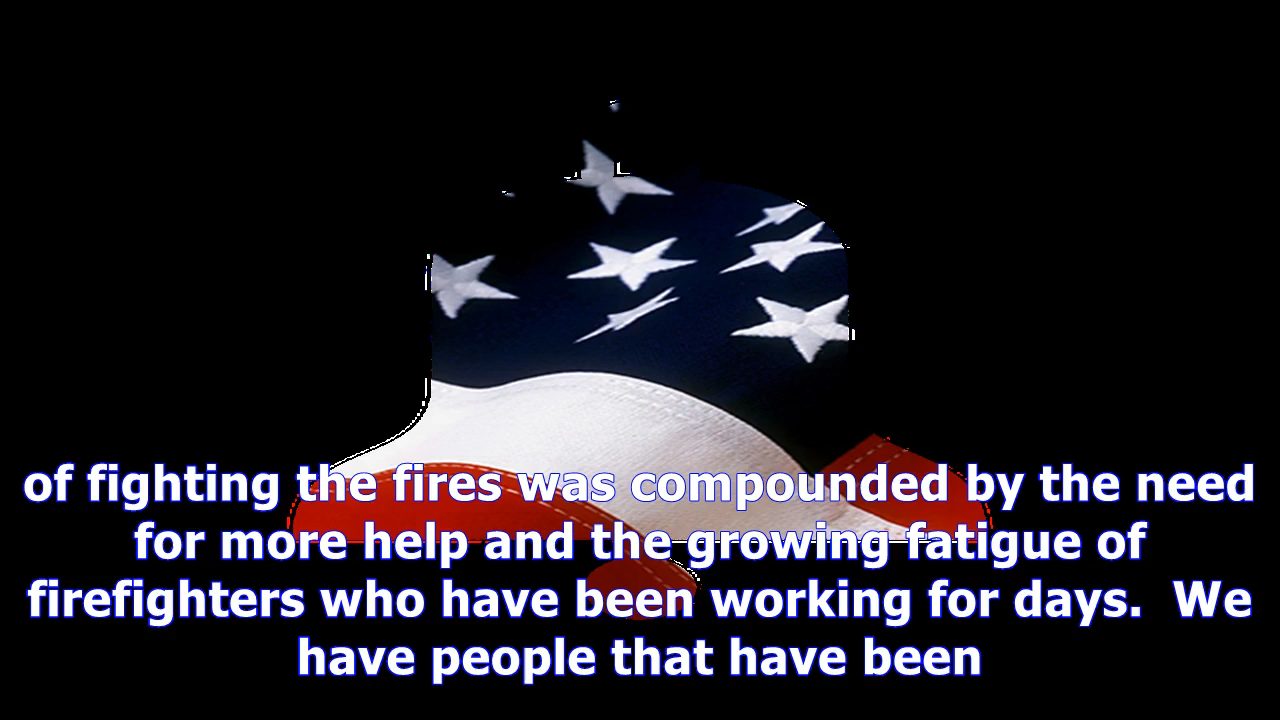 of fighting the fires was compounded by the need
for more help and the growing fatigue of
firefighters who have been working for days.  We
have people that have been